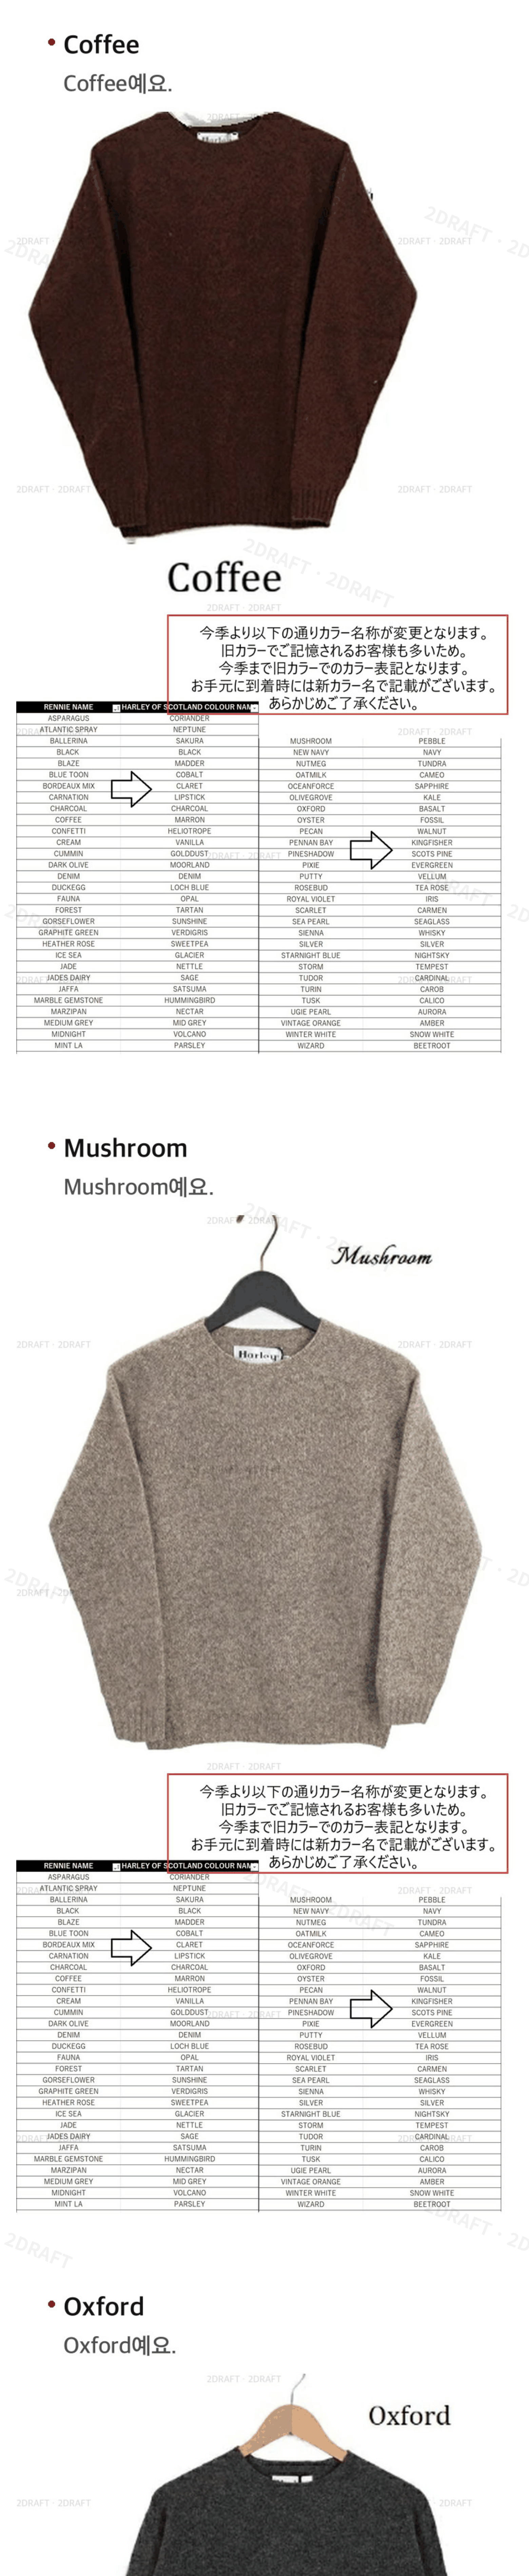 Coffee
Coffee예요.
Harley
Coffee
今季より以下の通りカラー名称が変更となります。
旧カラーでご記憶されるお客様も多いため。
今季まで旧カラーでのカラー表記となります。
お手元に到着時には新カラー名で記載がございます。
あらかじめご了承ください。
RENNIE NAME HARLEY OF SCOTLAND COLOUR NAM
ASPARAGUS CORIANDER
ATLANTIC SPRAY NEPTUNE
BALLERINA SAKURA MUSHROOM PEBBLE
BLACK BLACK NEW NAVY NAVY
BLAZE MADDER NUTMEG TUNDRA
BLUE TOON COBALT OATMILK CAMEO
BORDEAUX MIX CLARET OCEANFORCE SAPPHIRE
CARNATION LIPSTICK OLIVEGROVE KALE
CHARCOAL CHARCOAL OXFORD BASALT
COFFEE MARRON OYSTER FOSSIL
CONFETTI HELIOTROPE PECAN WALNUT
CREAM VANILLA PENNAN BAY KINGFISHER
CUMMIN GOLDDUST PINESHADOW SCOTS PINE
DARK OLIVE MOORLAND PIXIE EVERGREEN
DENIM DENIM PUTTY VELLUM
DUCKEGG LOCH BLUE ROSEBUD TEA ROSE
FAUNA OPAL ROYAL VIOLET IRIS
FOREST TARTAN SCARLET CARMEN
GORSEFLOWER SUNSHINE SEA PEARL SEAGLASS
GRAPHITE GREEN VERDIGRIS SIENNA WHISKY
HEATHER ROSE SWEETPEA SILVER SILVER
ICE SEA GLACIER STARNIGHT BLUE NIGHTSKY
JADE NETTLE STORM TEMPEST
JADES DAIRY SAGE TUDOR CARDINAL
JAFFA SATSUMA TURIN CAROB
MARBLE GEMSTONE HUMMINGBIRD TUSK CALICO
MARZIPAN NECTAR UGIE PEARL AURORA
MEDIUM GREY MID GREY VINTAGE ORANGE AMBER
MIDNIGHT VOLCANO WINTER WHITE SNOW WHITE
MINT LA PARSLEY WIZARD BEETROOT
Mushroom
Mushroom예요.
Mushroom
Harley
今季より以下の通りカラー名称が変更となります。
旧カラーでご記憶されるお客様も多いため。
今季まで旧カラーでのカラー表記となります。
お手元に到着時には新カラー名で記載がございます。
あらかじめご了承ください。
RENNIE NAME HARLEY OF SCOTLAND COLOUR NAM
ASPARAGUS CORIANDER
ATLANTIC SPRAY NEPTUNE
BALLERINA SAKURA MUSHROOM PEBBLE
BLACK BLACK NEW NAVY NAVY
BLAZE MADDER NUTMEG TUNDRA
BLUE TOON COBALT OATMILK CAMEO
BORDEAUX MIX CLARET OCEANFORCE SAPPHIRE
CARNATION LIPSTICK OLIVEGROVE KALE
CHARCOAL CHARCOAL OXFORD BASALT
COFFEE MARRON OYSTER FOSSIL
CONFETTI HELIOTROPE PECAN WALNUT
CREAM VANILLA PENNAN BAY KINGFISHER
CUMMIN GOLDDUST PINESHADOW SCOTS PINE
DARK OLIVE MOORLAND PIXIE EVERGREEN
DENIM DENIM PUTTY VELLUM
DUCKEGG LOCH BLUE ROSEBUD TEA ROSE
FAUNA OPAL ROYAL VIOLET IRIS
FOREST TARTAN SCARLET CARMEN
GORSEFLOWER SUNSHINE SEA PEARL SEAGLASS
GRAPHITE GREEN VERDIGRIS SIENNA WHISKY
HEATHER ROSE SWEETPEA SILVER SILVER
ICE SEA GLACIER STARNIGHT BLUE NIGHTSKY
JADE NETTLE STORM TEMPEST
JADES DAIRY SAGE TUDOR CARDINAL
JAFFA SATSUMA TURIN CAROB
MARBLE GEMSTONE HUMMINGBIRD TUSK CALICO
MARZIPAN NECTAR UGIE PEARL AURORA
MEDIUM GREY MID GREY VINTAGE ORANGE AMBER
MIDNIGHT VOLCANO WINTER WHITE SNOW WHITE
MINT LA PARSLEY WIZARD BEETROOT
Oxford
Oxford예요.
Oxford
2DRAFT · 2DRAFT